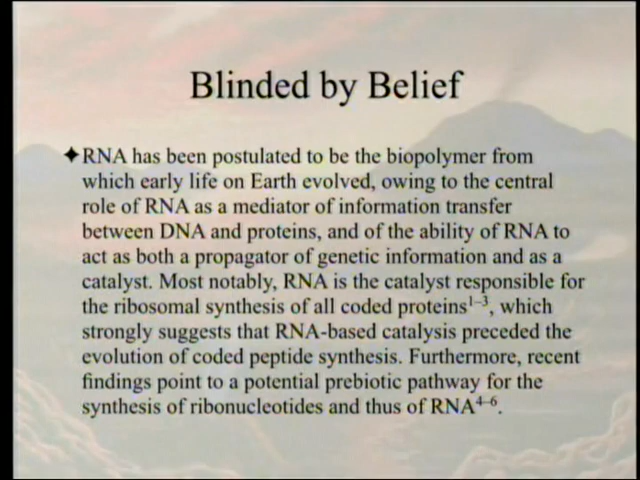 Blinded by Belief
✦RNA has been postulated to be the biopolymer from
which early life on Earth evolved, owing to the central
role of RNA as a mediator of information transfer
between DNA and proteins, and of the ability of RNA to
act as both a propagator of genetic information and as a
catalyst. Most notably, RNA is the catalyst responsible for
the ribosomal synthesis of all coded proteins¹⁻³, which
strongly suggests that RNA-based catalysis preceded the
evolution of coded peptide synthesis. Furthermore, recent
findings point to a potential prebiotic pathway for the
synthesis of ribonucleotides and thus of RNA⁴⁻⁶.